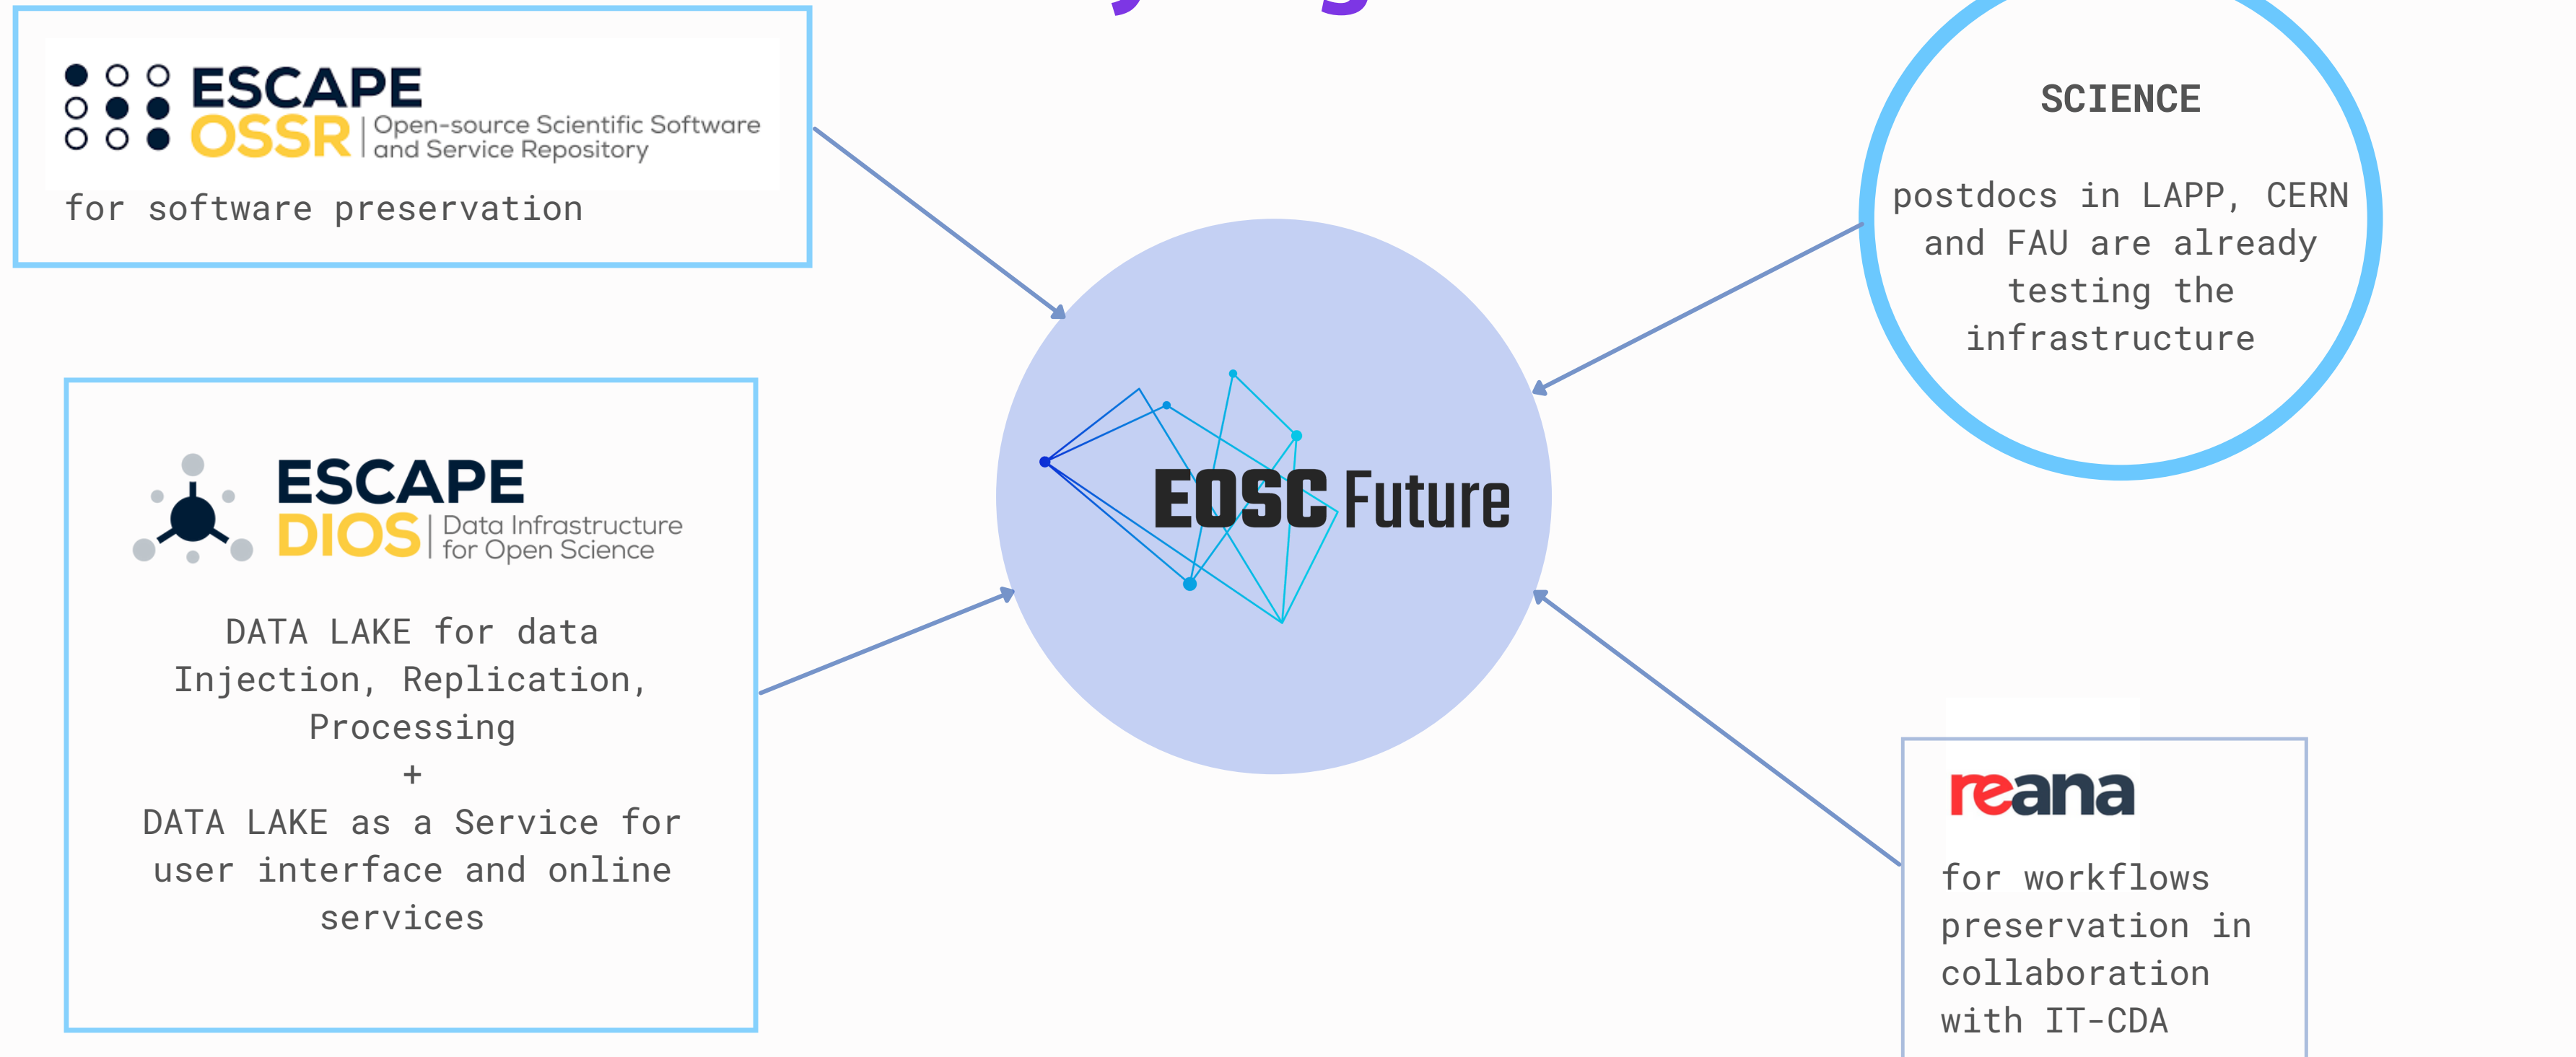 ESCAPE
OSSR
Open-source Scientific Software
and Service Repository
for software preservation
ESCAPE
DIOS
Data Infrastructure
for Open Science
DATA LAKE for data
Injection, Replication,
Processing
+
DATA LAKE as a Service for
user interface and online
services
EOSC Future
SCIENCE
postdocs in LAPP, CERN
and FAU are already
testing the
infrastructure
reana
for workflows
preservation in
collaboration
with IT-CDA